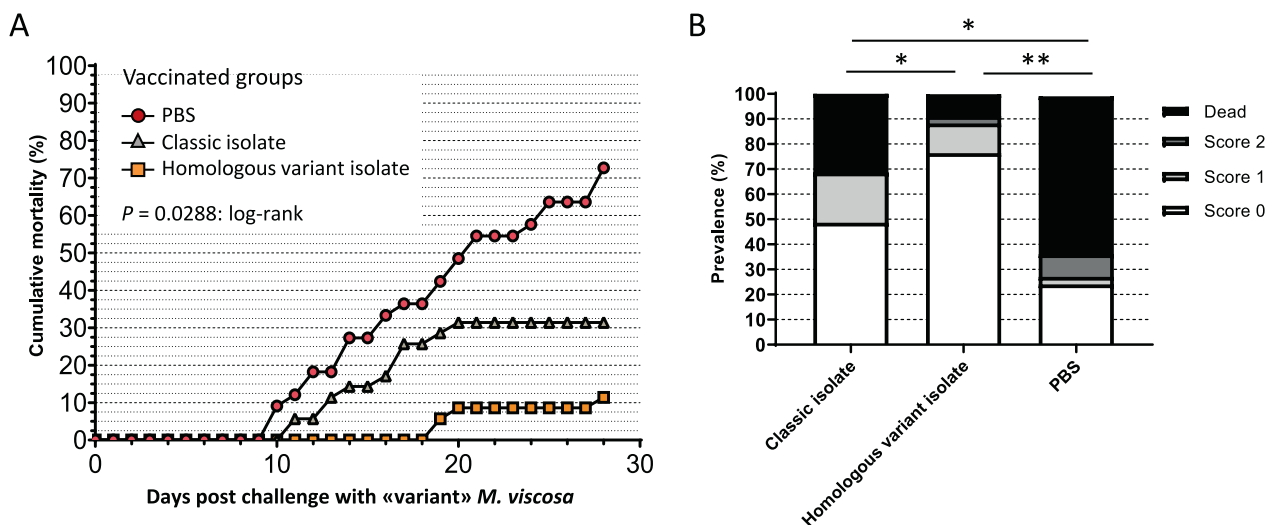 A
Cumulative mortality (%)
100
90
80
70
60
50
40
30
20
10
0
Vaccinated groups
PBS
Classic isolate
Homologous variant isolate
P = 0.0288: log-rank
0 10 20 30
Days post challenge with «variant» M. viscosa
B
*
* **
Prevalence (%)
100
90
80
70
60
50
40
30
20
10
0
Classic isolate
Homologous variant isolate
PBS
Dead
Score 2
Score 1
Score 0